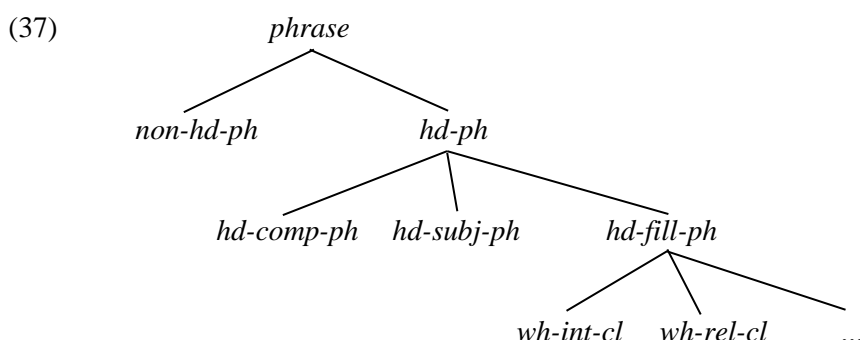 (37) phrase
non-hd-ph hd-ph
hd-comp-ph hd-subj-ph hd-fill-ph
wh-int-cl wh-rel-cl ...